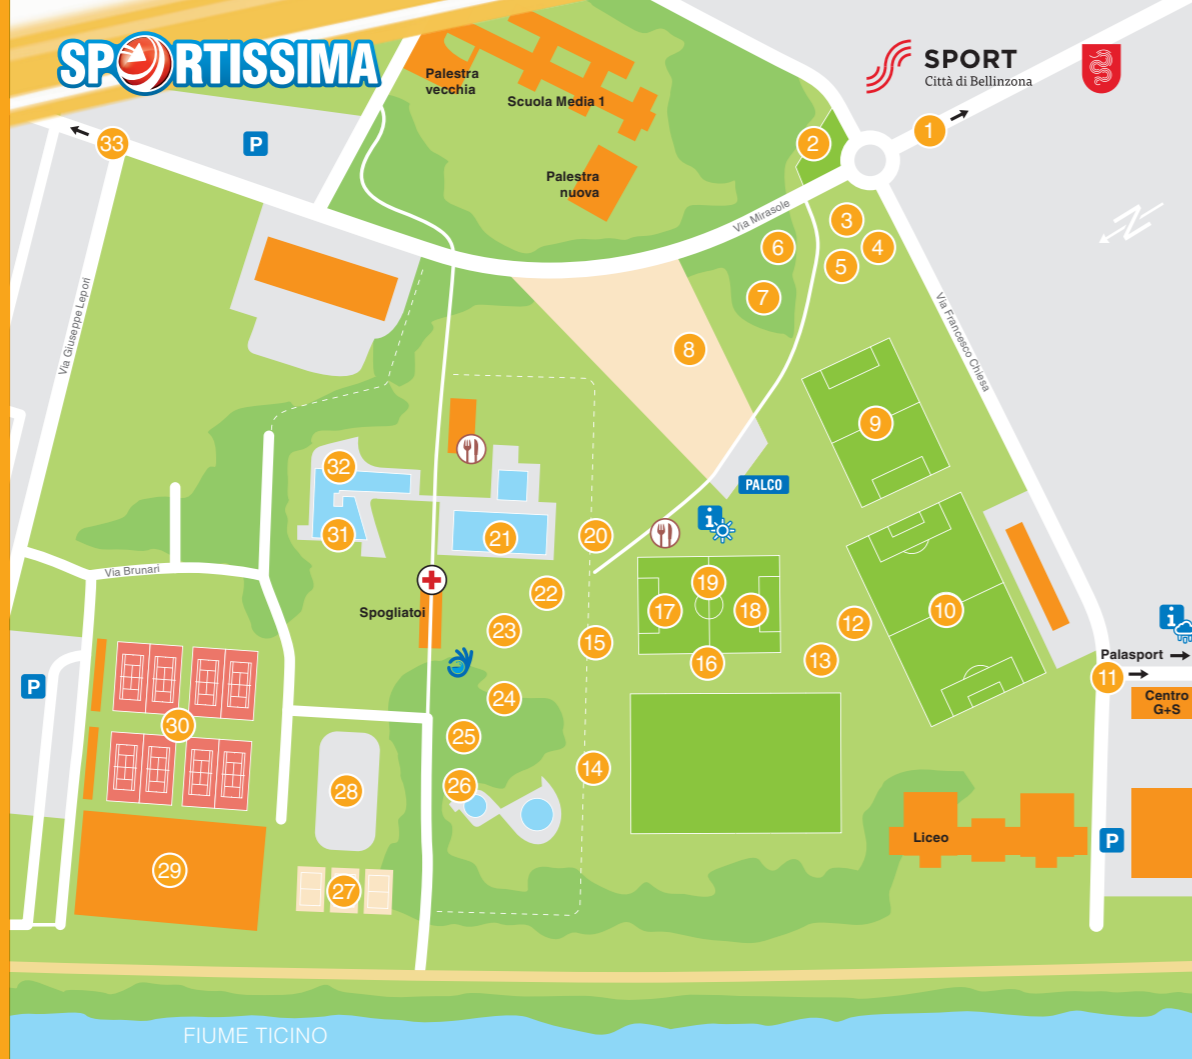 SPORTISSIMA
SPORT
Città di Bellinzona
Palestra
vecchia
Scuola Media 1
33
P
2
1
Palestra
nuova
Via Mirasole
3
6
4
5
N
7
Via Giuseppe Lepori
Via Francesco Chiesa
8
9
32
PALCO
i
31
21
20
Via Brunari
22
19
Spogliatoi
17
18
10
i
23
15
12
16
13
Palasport
11
P
Centro
G+S
24
30
25
14
26
28
Liceo
P
29
27
FIUME TICINO